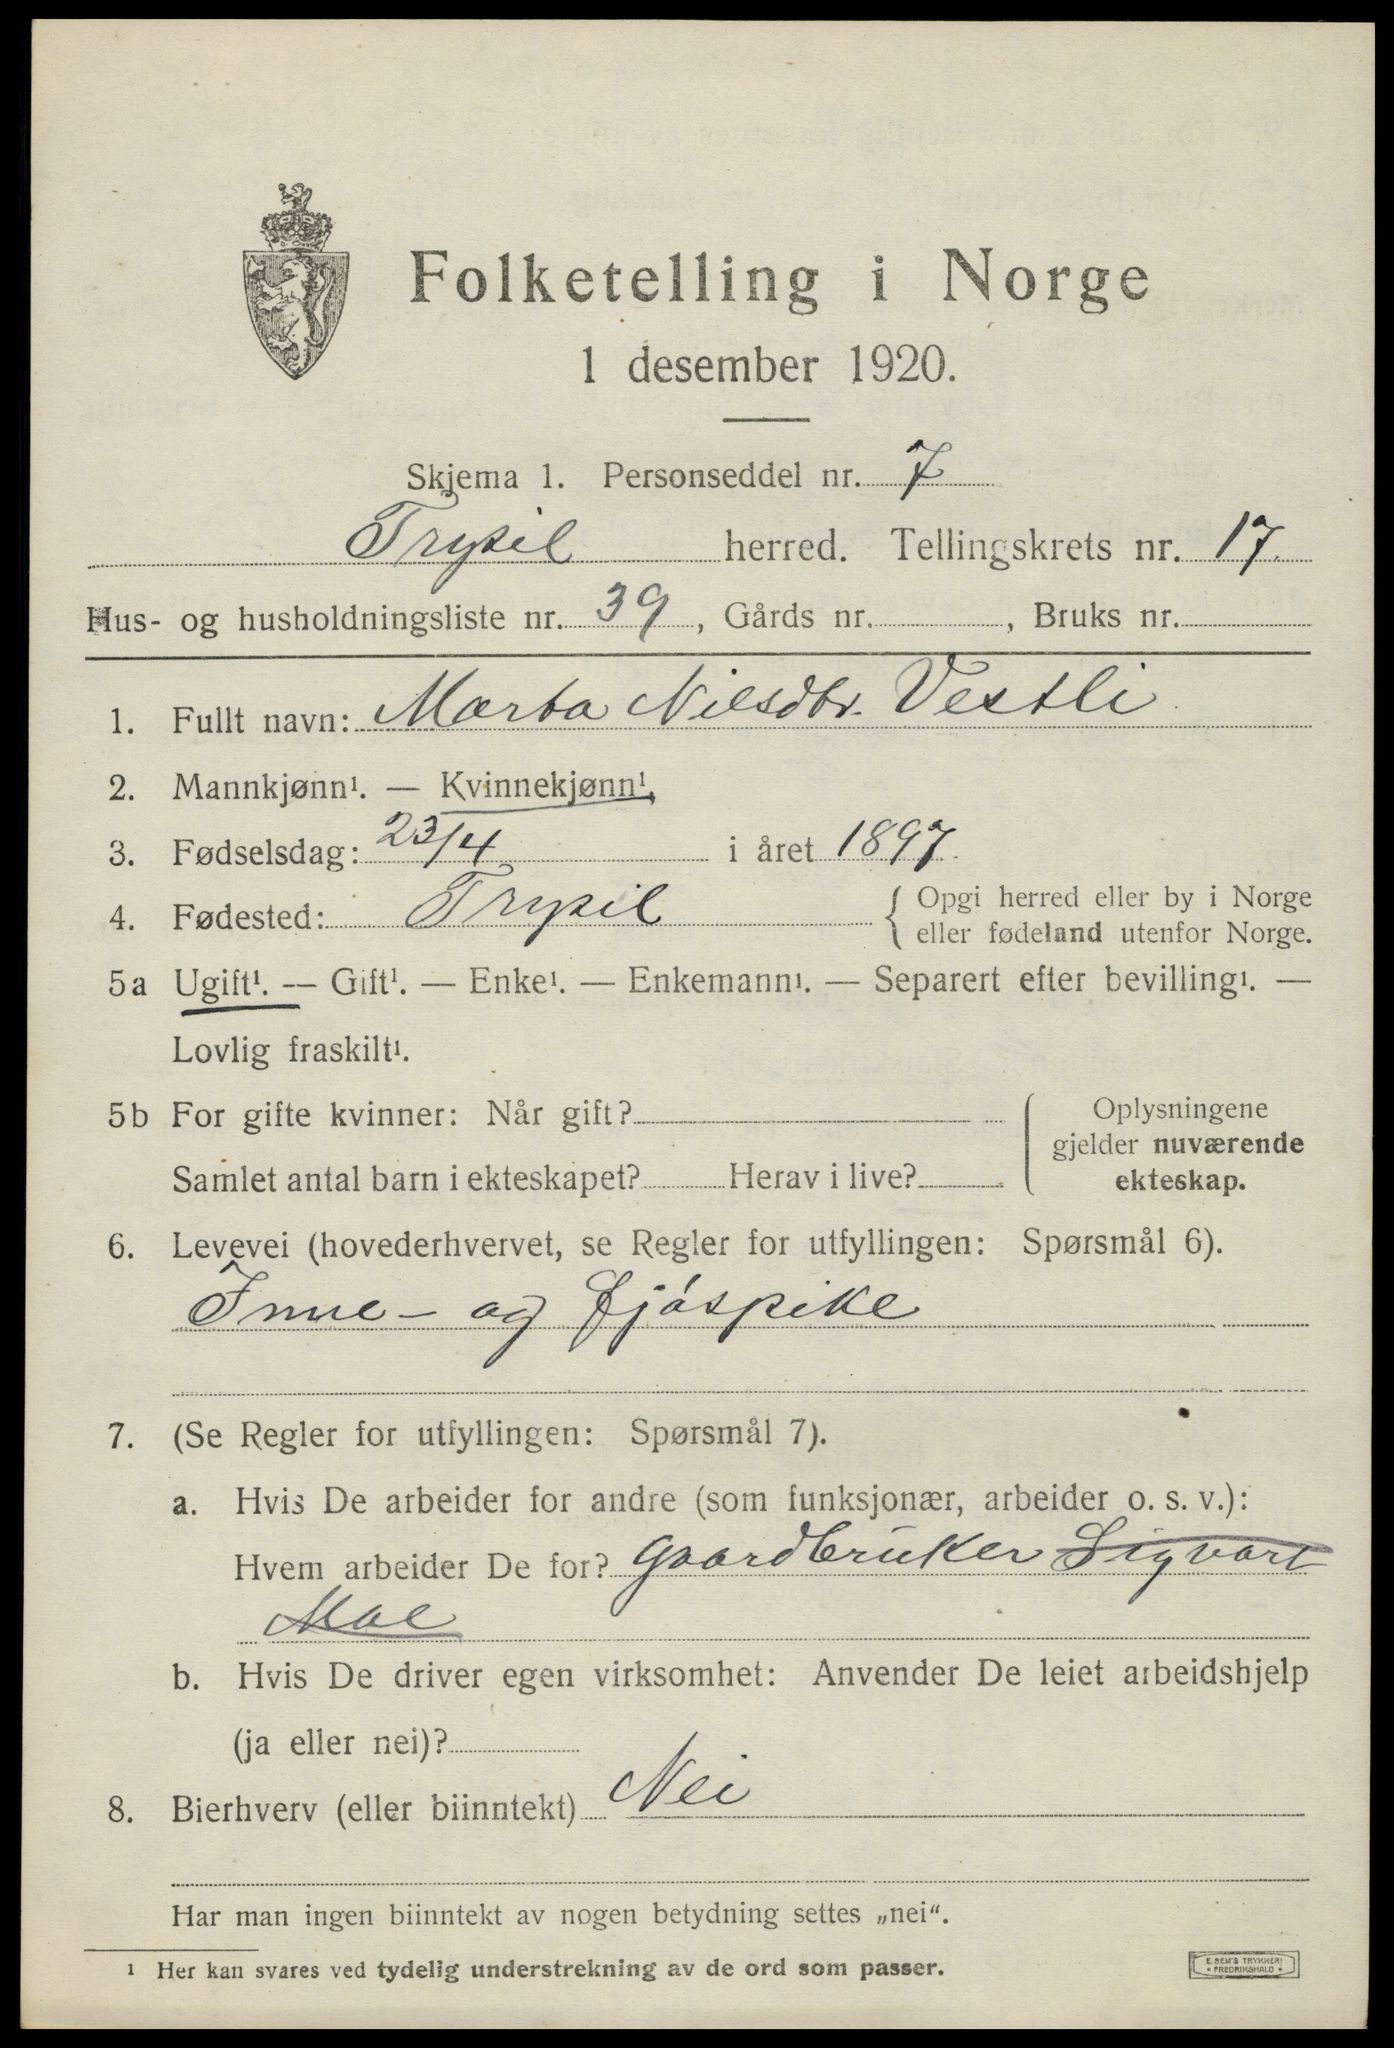 Folketelling i Norge
1 desember 1920.
Skjema 1. Personseddel nr. 7
Trysil herred. Tellingskrets nr. 17.
Hus- og husholdningsliste nr. 39, Gårds nr. , Bruks nr.
1. Fullt navn: Marta Nilsdtr. Vestli
2. Mannkjønn¹. — Kvinnekjønn¹.
3. Fødselsdag: 23/4 i året 1897.
4. Fødested: Trysil { Opgi herred eller by i Norge
eller fødeland utenfor Norge.
5a Ugift¹. — Gift¹. — Enke¹. — Enkemann¹. — Separert efter bevilling¹. —
Lovlig fraskilt¹.
5b For gifte kvinner: Når gift? Oplysningene
gjelder nuværende
Samlet antal barn i ekteskapet? Herav i live? ekteskap.
6. Levevei (hovederhvervet, se Regler for utfyllingen: Spørsmål 6).
Inne- og fjøspike
7. (Se Regler for utfyllingen: Spørsmål 7).
a. Hvis De arbeider for andre (som funksjonær, arbeider o. s. v.):
Hvem arbeider De for? Gaardbruker Sigvart
Moe
b. Hvis De driver egen virksomhet: Anvender De leiet arbeidshjelp
(ja eller nei)?
8. Bierhverv (eller biinntekt) Nei
Har man ingen biinntekt av nogen betydning settes „nei“.
¹ Her kan svares ved tydelig understrekning av de ord som passer.
E. SEM'S TRYKKERI
* FREDRIKSHALD *